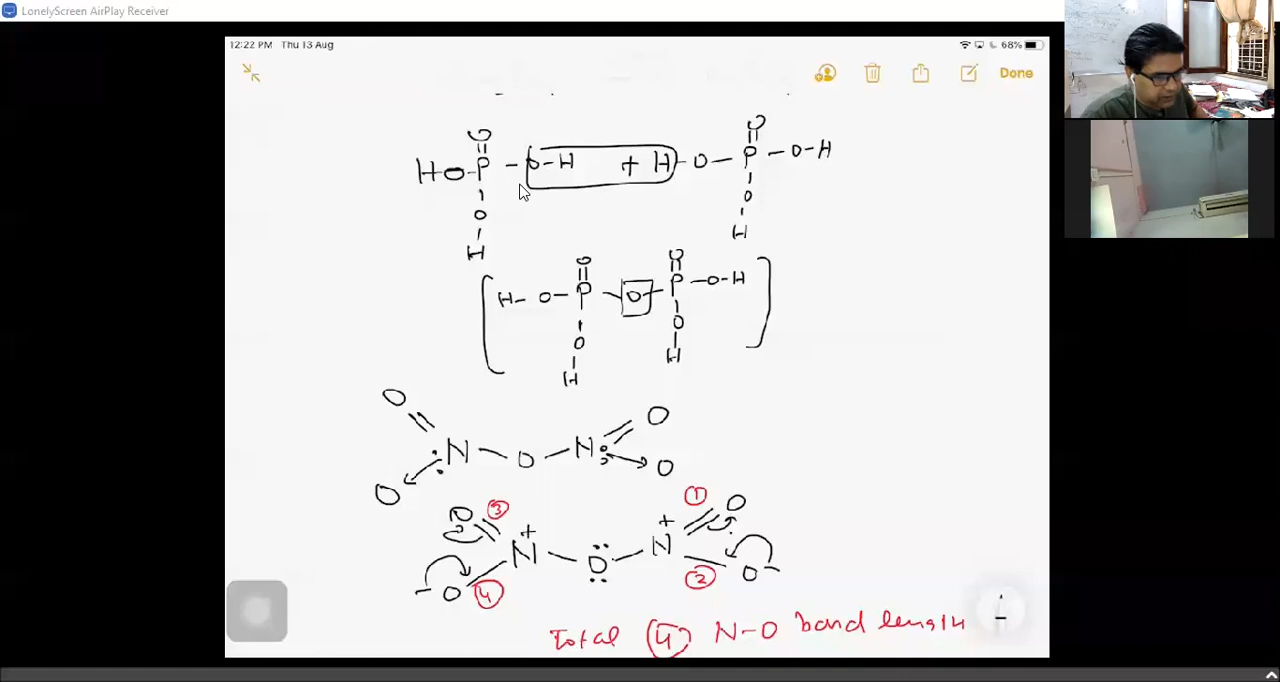 LonelyScreen AirPlay Receiver
12:22 PM Thu 13 Aug
68%
Done
O O
H-O-P-O-H + H-O-P-O-H
O O
H H
O O
H-O-P-O-P-O-H
O O
H H
O O
N-O-N
O O
③ O ① O
N+ -O- N+
-O ④ ② O-
Total (4) N-O bond length